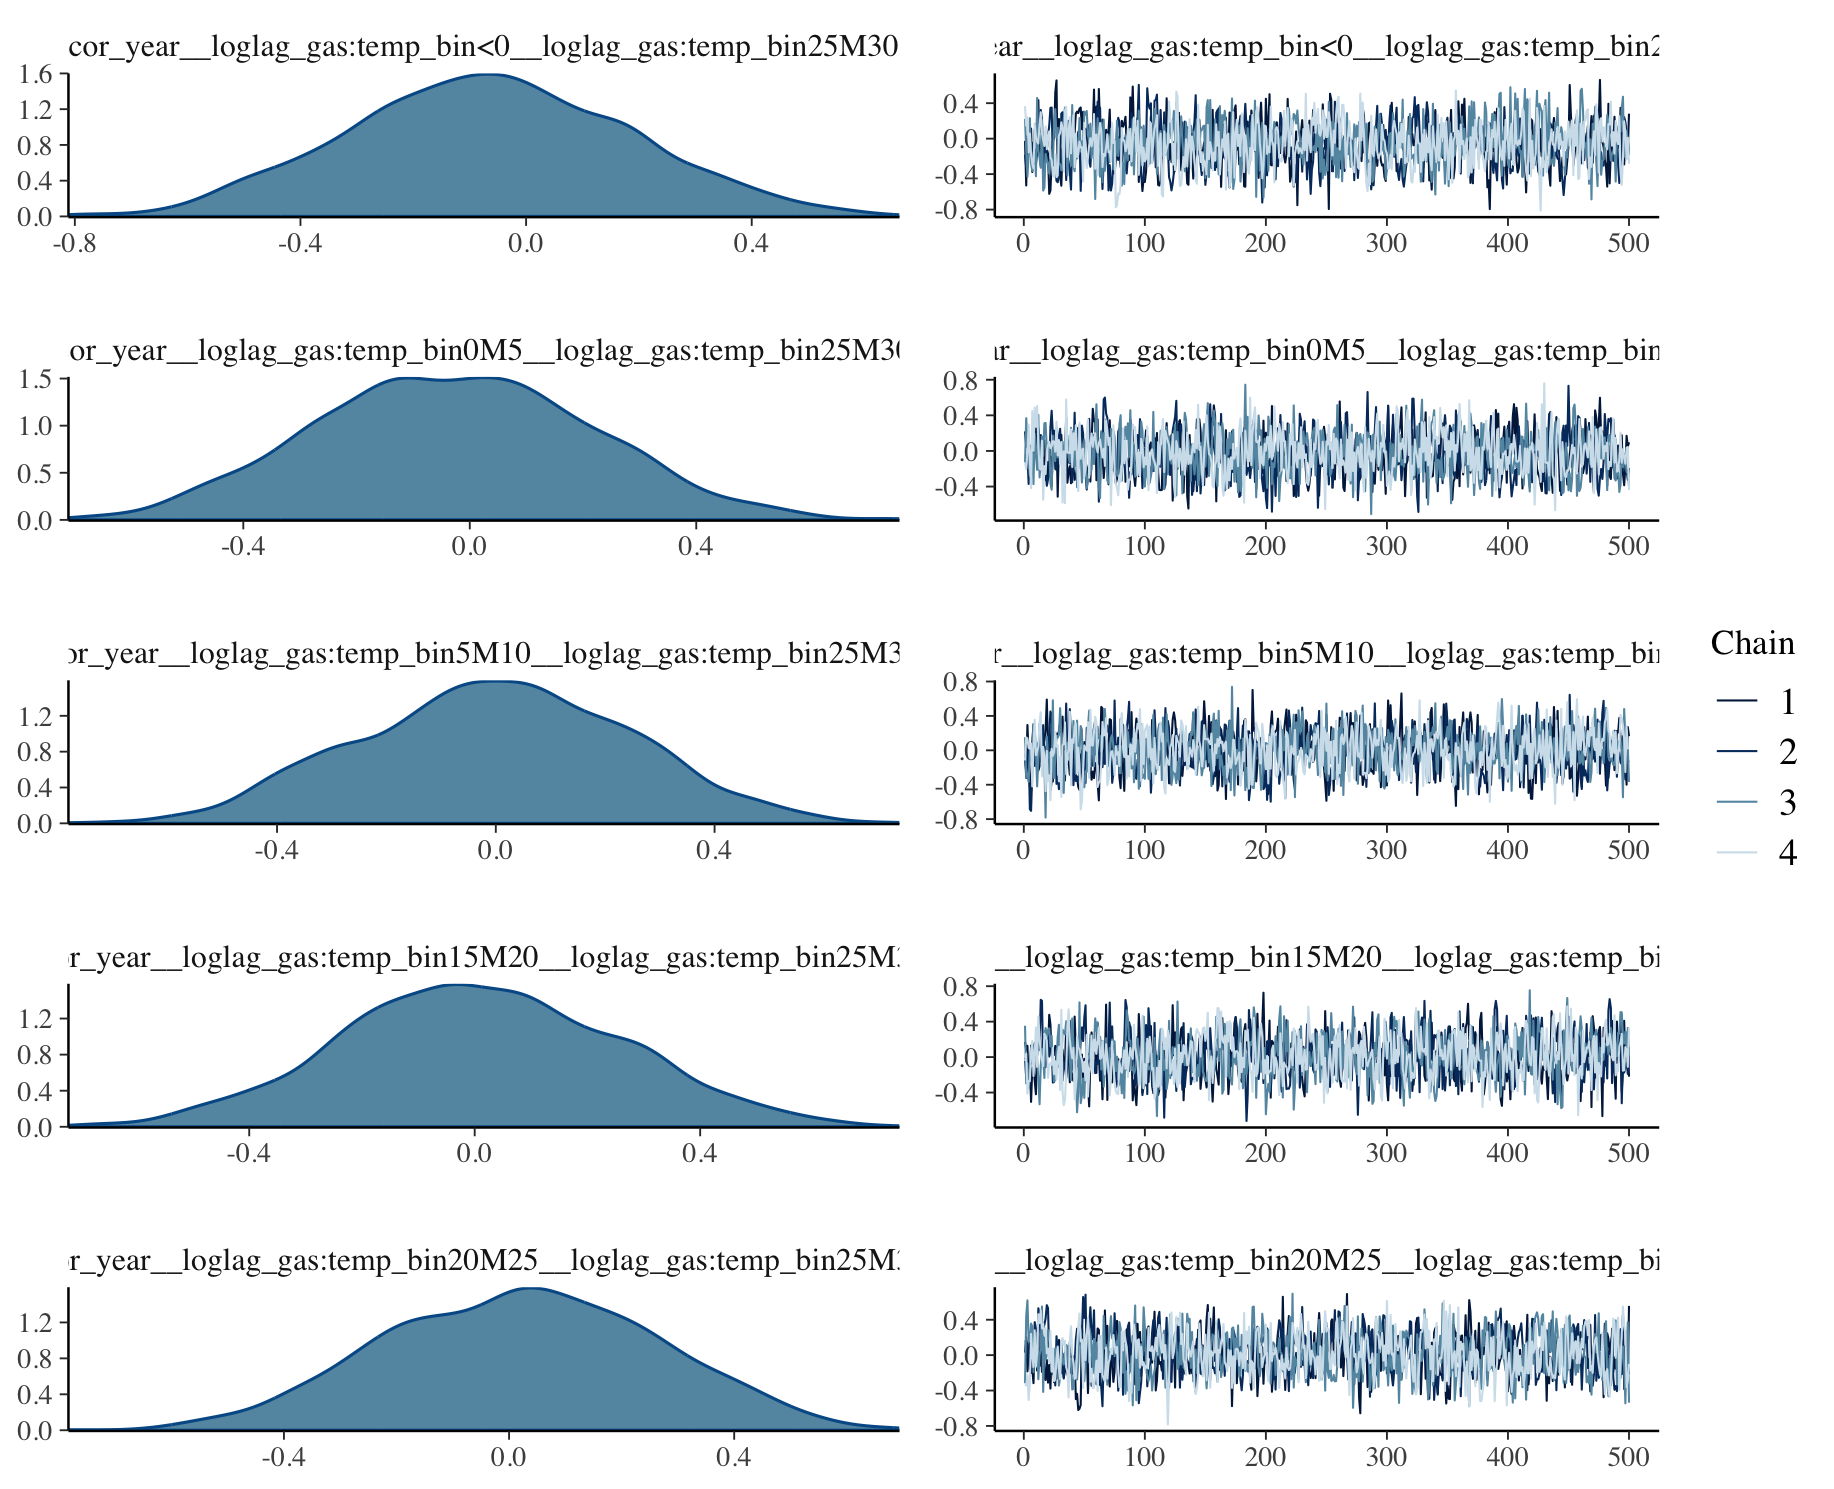 cor_year__loglag_gas:temp_bin<0__loglag_gas:temp_bin25M30
1.6
1.2
0.8
0.4
0.0
-0.8 -0.4 0.0 0.4
ar__loglag_gas:temp_bin<0__loglag_gas:temp_bin2
0.4
0.0
-0.4
-0.8
0 100 200 300 400 500
or_year__loglag_gas:temp_bin0M5__loglag_gas:temp_bin25M30
1.5
1.0
0.5
0.0
-0.4 0.0 0.4
ar__loglag_gas:temp_bin0M5__loglag_gas:temp_bin
0.8
0.4
0.0
-0.4
0 100 200 300 400 500
or_year__loglag_gas:temp_bin5M10__loglag_gas:temp_bin25M3
1.2
0.8
0.4
0.0
-0.4 0.0 0.4
r__loglag_gas:temp_bin5M10__loglag_gas:temp_bin
0.8
0.4
0.0
-0.4
-0.8
0 100 200 300 400 500
r_year__loglag_gas:temp_bin15M20__loglag_gas:temp_bin25M
1.2
0.8
0.4
0.0
-0.4 0.0 0.4
__loglag_gas:temp_bin15M20__loglag_gas:temp_bi
0.8
0.4
0.0
-0.4
0 100 200 300 400 500
r_year__loglag_gas:temp_bin20M25__loglag_gas:temp_bin25M
1.2
0.8
0.4
0.0
-0.4 0.0 0.4
__loglag_gas:temp_bin20M25__loglag_gas:temp_bi
0.4
0.0
-0.4
-0.8
0 100 200 300 400 500
Chain
1
2
3
4